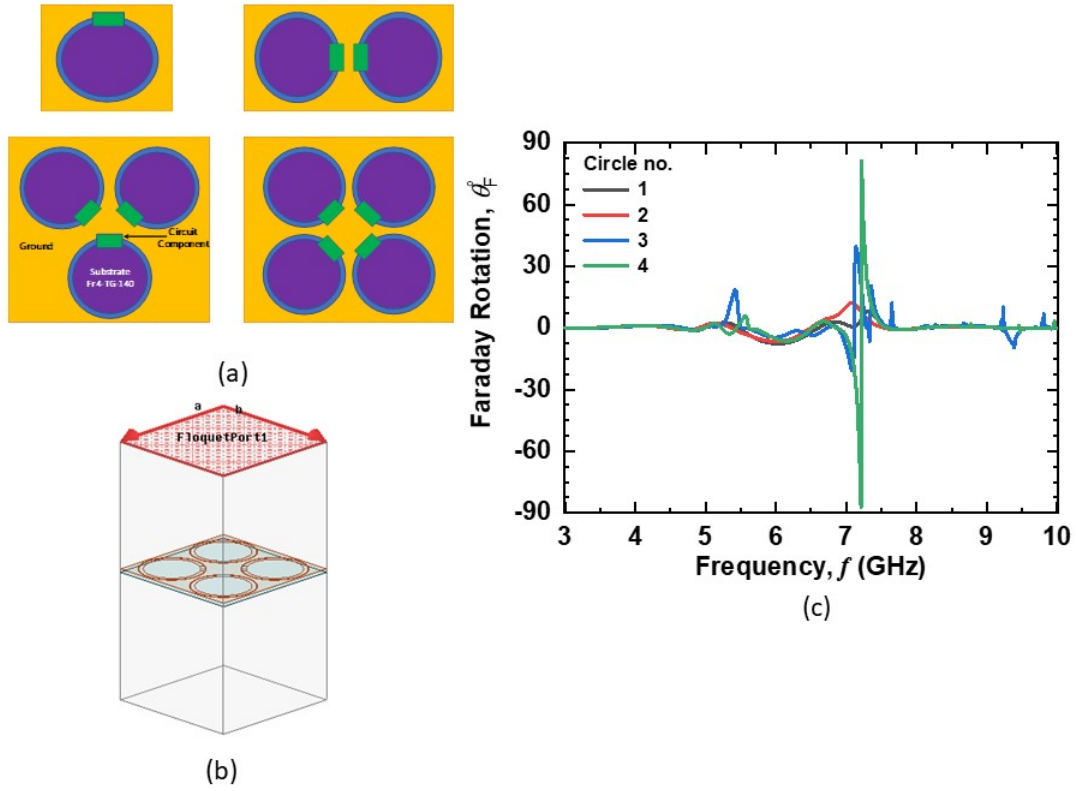 Ground
Circuit
Component
Substrate
Fr4-TG-140
(a)
a
b
FloquetPort1
(b)
90
60
30
0
-30
-60
-90
Faraday Rotation, θ°F
Circle no.
1
2
3
4
3
4
5
6
7
8
9
10
Frequency, f (GHz)
(c)